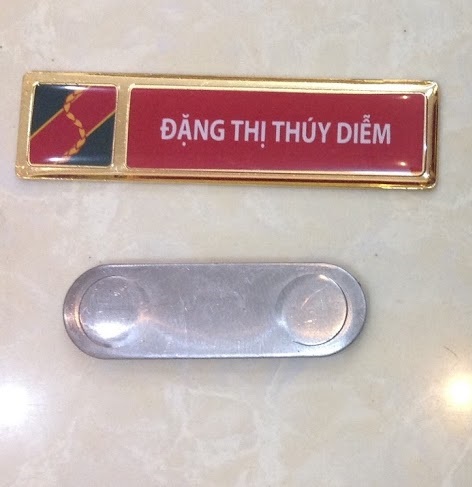 ĐẶNG THỊ THÚY DIỄM